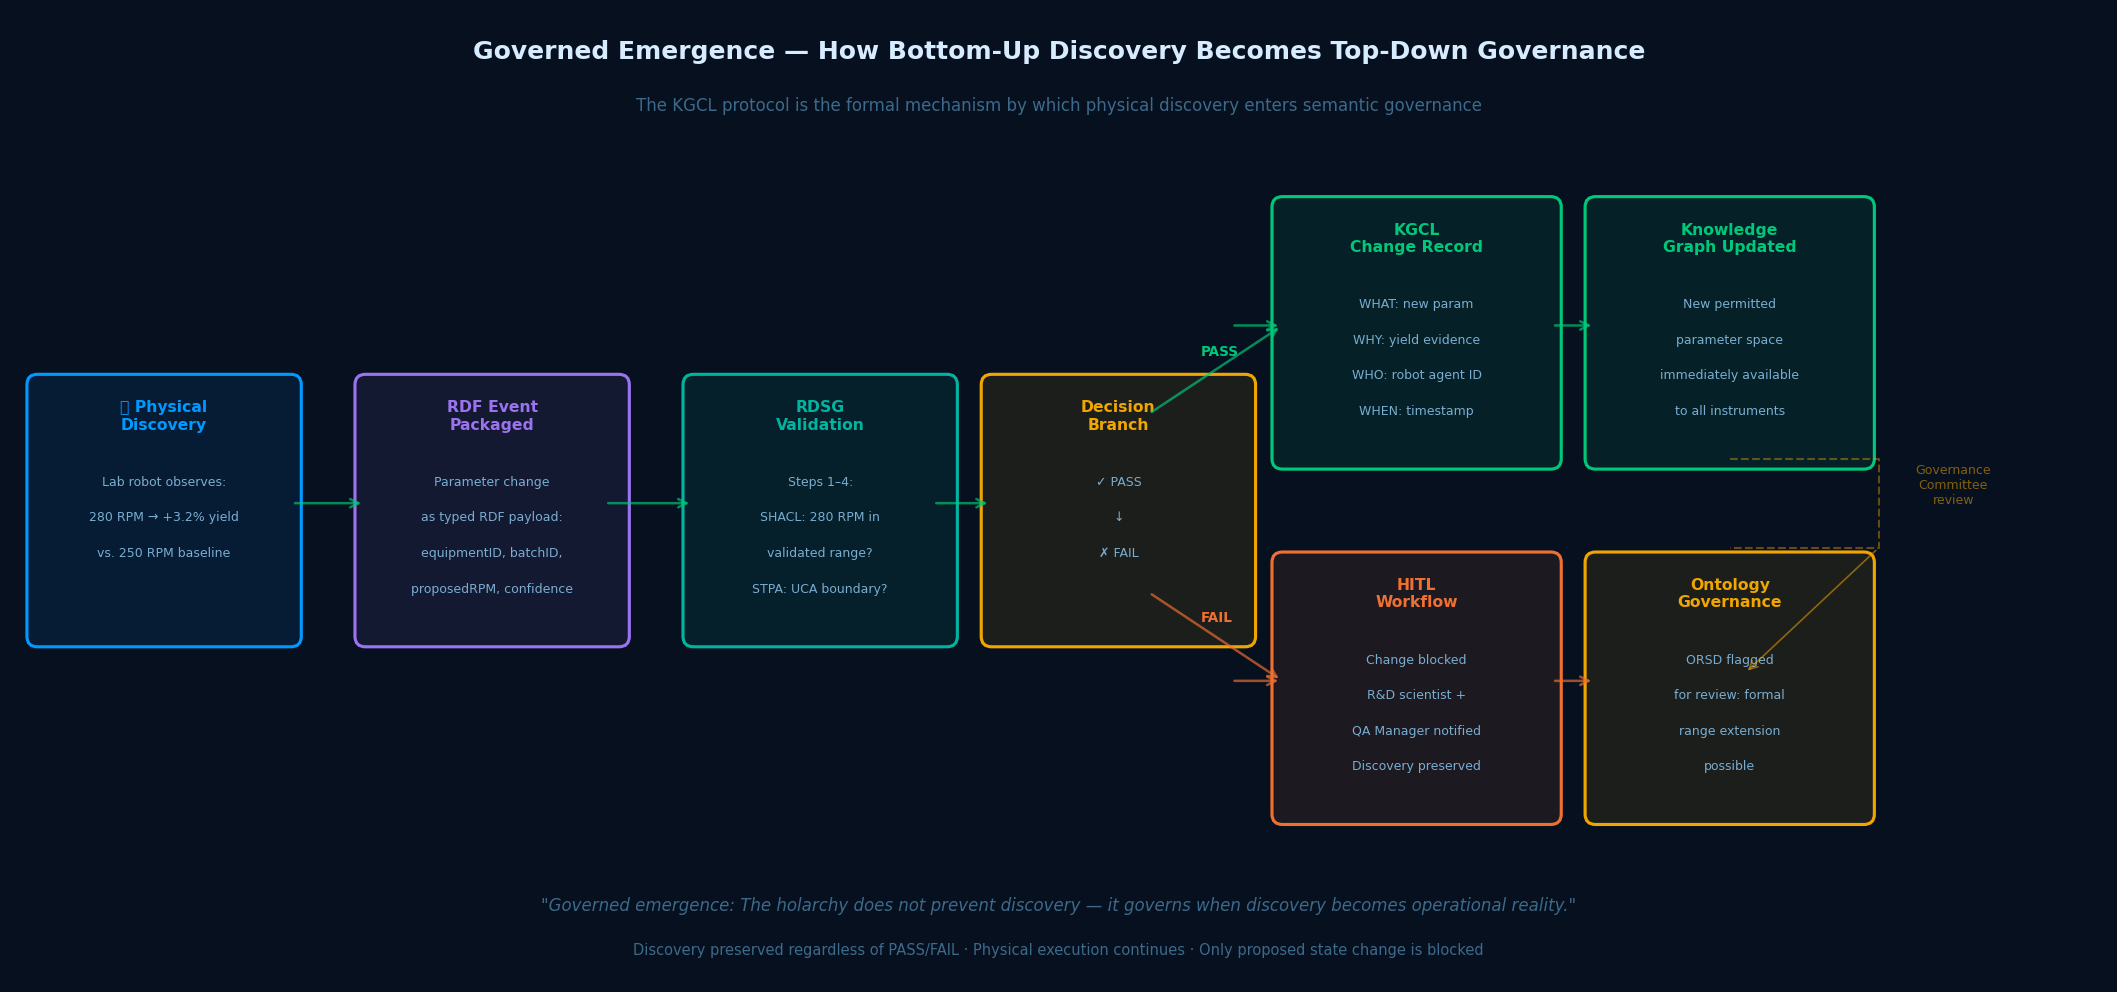 Governed Emergence — How Bottom-Up Discovery Becomes Top-Down Governance
The KGCL protocol is the formal mechanism by which physical discovery enters semantic governance
Physical
Discovery
Lab robot observes:
280 RPM → +3.2% yield
vs. 250 RPM baseline
RDF Event
Packaged
Parameter change
as typed RDF payload:
equipmentID, batchID,
proposedRPM, confidence
RDSG
Validation
Steps 1–4:
SHACL: 280 RPM in
validated range?
STPA: UCA boundary?
Decision
Branch
✓ PASS
↓
✗ FAIL
PASS
FAIL
KGCL
Change Record
WHAT: new param
WHY: yield evidence
WHO: robot agent ID
WHEN: timestamp
Knowledge
Graph Updated
New permitted
parameter space
immediately available
to all instruments
Governance
Committee
review
HITL
Workflow
Change blocked
R&D scientist +
QA Manager notified
Discovery preserved
Ontology
Governance
ORSD flagged
for review: formal
range extension
possible
"Governed emergence: The holarchy does not prevent discovery — it governs when discovery becomes operational reality."
Discovery preserved regardless of PASS/FAIL · Physical execution continues · Only proposed state change is blocked